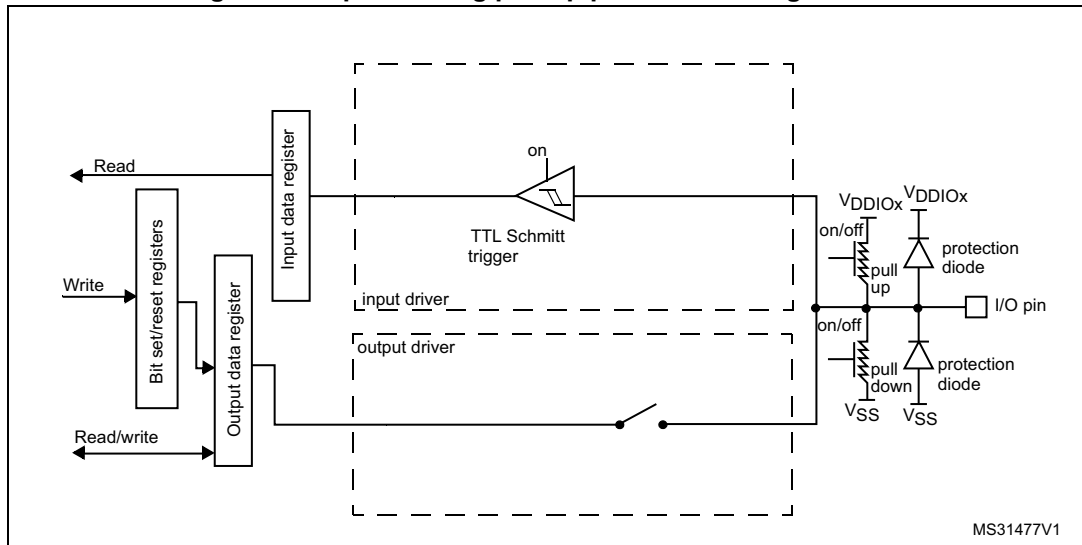 Read
Bit set/reset registers
Write
Read/write
Input data register
Output data register
on
TTL Schmitt
trigger
input driver
output driver
VDDIOx
VDDIOx
on/off
pull
up
protection
diode
I/O pin
on/off
pull
down
protection
diode
VSS
VSS
MS31477V1